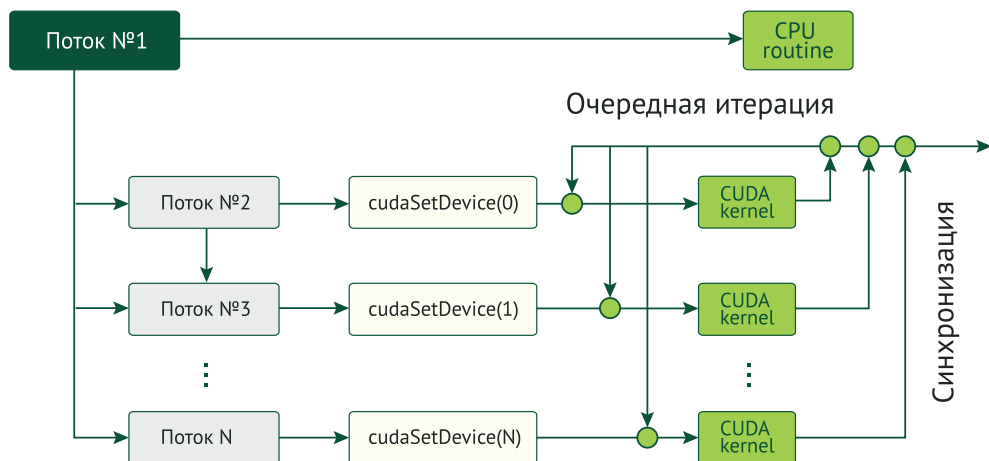 Поток №1
CPU
routine
Очередная итерация
Поток №2
cudaSetDevice(0)
CUDA
kernel
Поток №3
cudaSetDevice(1)
CUDA
kernel
Синхронизация
Поток N
cudaSetDevice(N)
CUDA
kernel